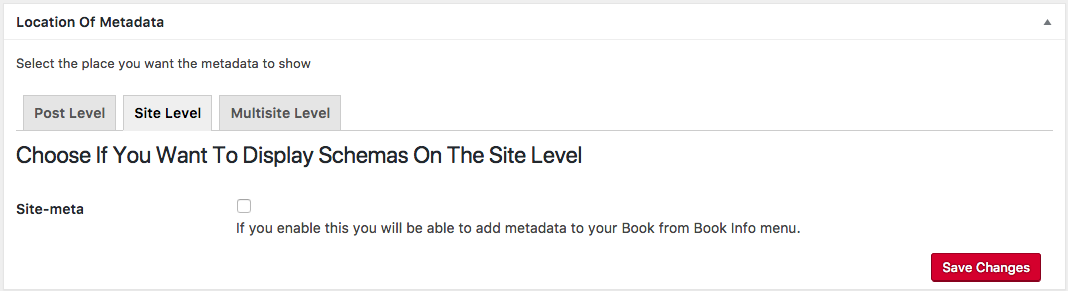 Location Of Metadata
Select the place you want the metadata to show
Post Level Site Level Multisite Level
Choose If You Want To Display Schemas On The Site Level
Site-meta
If you enable this you will be able to add metadata to your Book from Book Info menu.
Save Changes